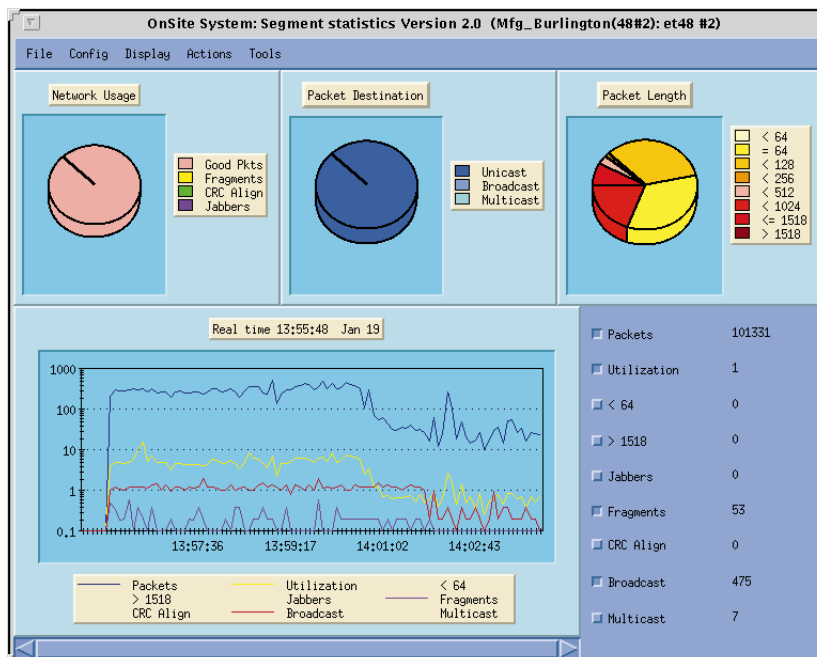 OnSite System: Segment statistics Version 2.0 (Mfg_Burlington(48#2): et48 #2)
File Config Display Actions Tools
Network Usage
Good Pkts
Fragments
CRC Align
Jabbers
Packet Destination
Unicast
Broadcast
Multicast
Packet Length
< 64
= 64
< 128
< 256
< 512
< 1024
<= 1518
> 1518
Real time 13:55:48 Jan 19
1000
100
10
1
0.1
13:57:36 13:59:17 14:01:02 14:02:43
Packets Utilization < 64
> 1518 Jabbers Fragments
CRC Align Broadcast Multicast
Packets 101331
Utilization 1
< 64 0
> 1518 0
Jabbers 0
Fragments 53
CRC Align 0
Broadcast 475
Multicast 7